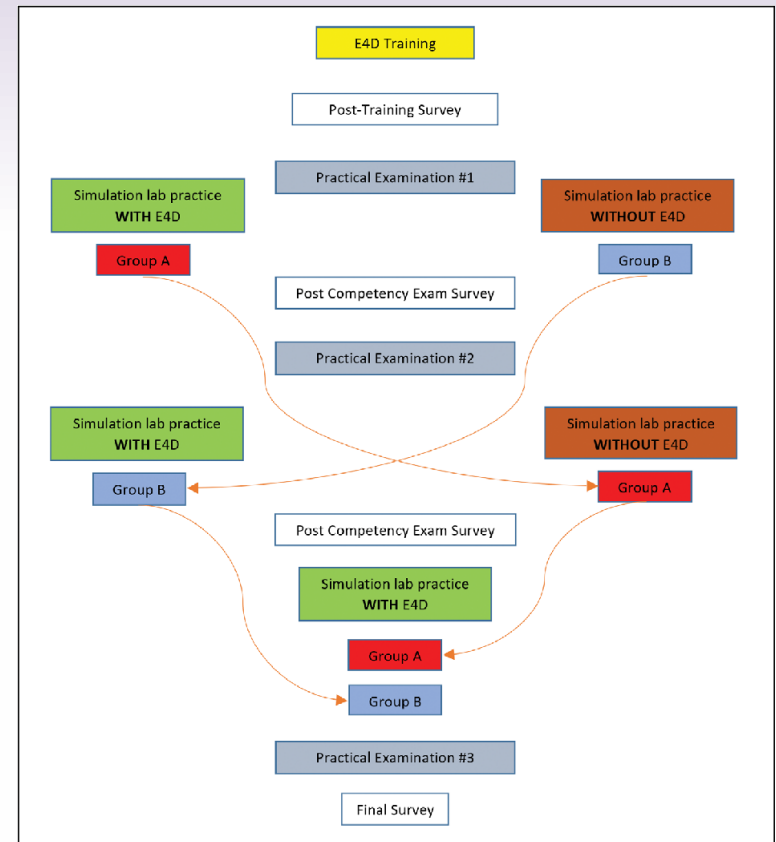 E4D Training
Post-Training Survey
Practical Examination #1
Simulation lab practice
WITH E4D
Simulation lab practice
WITHOUT E4D
Group A
Group B
Post Competency Exam Survey
Practical Examination #2
Simulation lab practice
WITH E4D
Simulation lab practice
WITHOUT E4D
Group B
Group A
Post Competency Exam Survey
Simulation lab practice
WITH E4D
Group A
Group B
Practical Examination #3
Final Survey